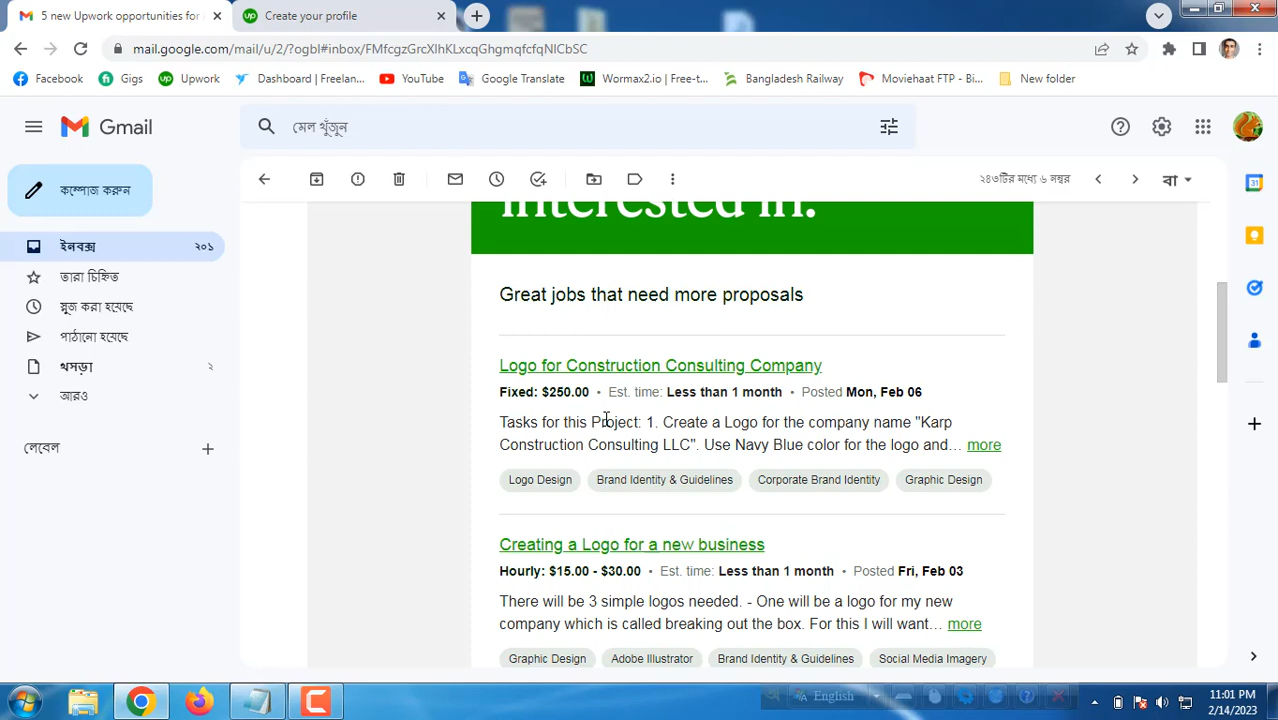 5 new Upwork opportunities for
Create your profile
mail.google.com/mail/u/2/?ogbl#inbox/FMfcgzGrcXlhKLxcqGhgmqfcfqNlCbSC
Facebook
Gigs
Upwork
Dashboard | Freelan...
YouTube
Google Translate
Wormax2.io | Free-t...
Bangladesh Railway
Moviehaat FTP - Bi...
New folder
Gmail
মেল খুঁজুন
কম্পোজ করুন
২৪৩টির মধ্যে ৬ নম্বর
বা
ইনবক্স ২০১
তারা চিহ্নিত
স্নুজ করা হয়েছে
পাঠানো হয়েছে
খসড়া ২
আরও
লেবেল
interested in.
Great jobs that need more proposals
Logo for Construction Consulting Company
Fixed: $250.00 • Est. time: Less than 1 month • Posted Mon, Feb 06
Tasks for this Project: 1. Create a Logo for the company name "Karp
Construction Consulting LLC". Use Navy Blue color for the logo and... more
Logo Design Brand Identity & Guidelines Corporate Brand Identity Graphic Design
Creating a Logo for a new business
Hourly: $15.00 - $30.00 • Est. time: Less than 1 month • Posted Fri, Feb 03
There will be 3 simple logos needed. - One will be a logo for my new
company which is called breaking out the box. For this I will want... more
Graphic Design Adobe Illustrator Brand Identity & Guidelines Social Media Imagery
English
11:01 PM
2/14/2023